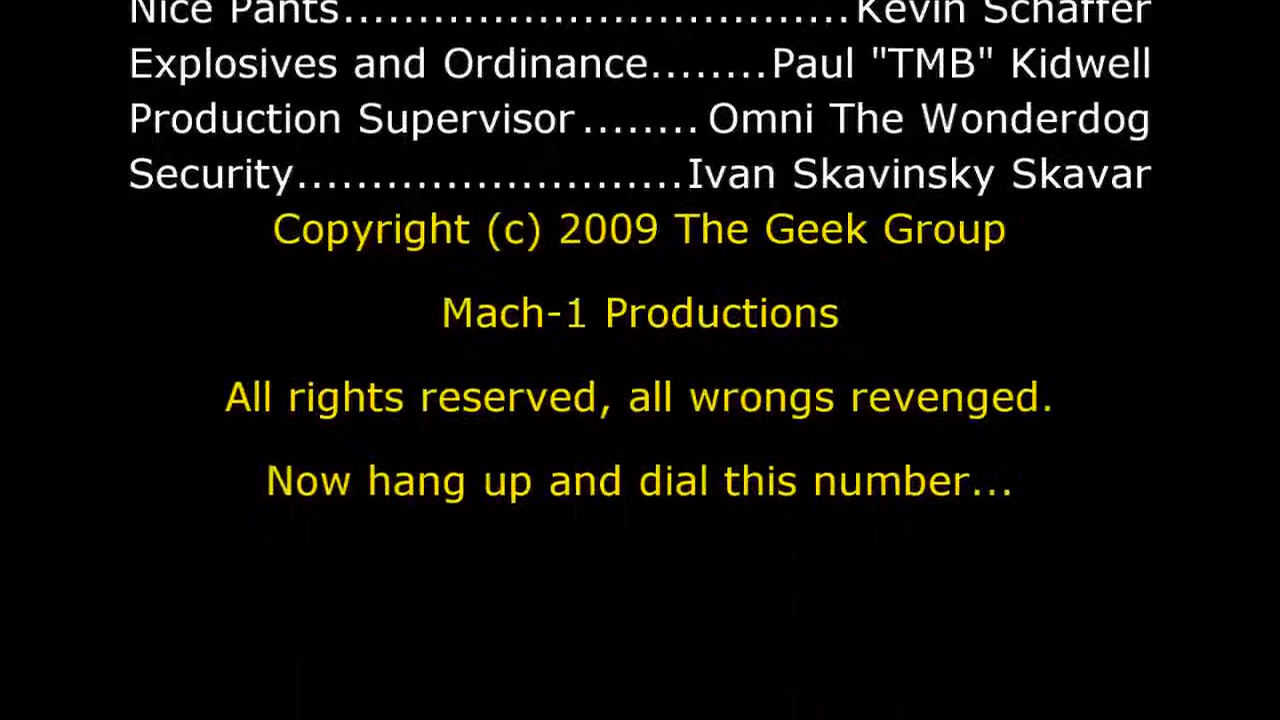 Nice Pants..................................Kevin Schaffer
Explosives and Ordinance........Paul "TMB" Kidwell
Production Supervisor........ Omni The Wonderdog
Security..........................Ivan Skavinsky Skavar
Copyright (c) 2009 The Geek Group
Mach-1 Productions
All rights reserved, all wrongs revenged.
Now hang up and dial this number...